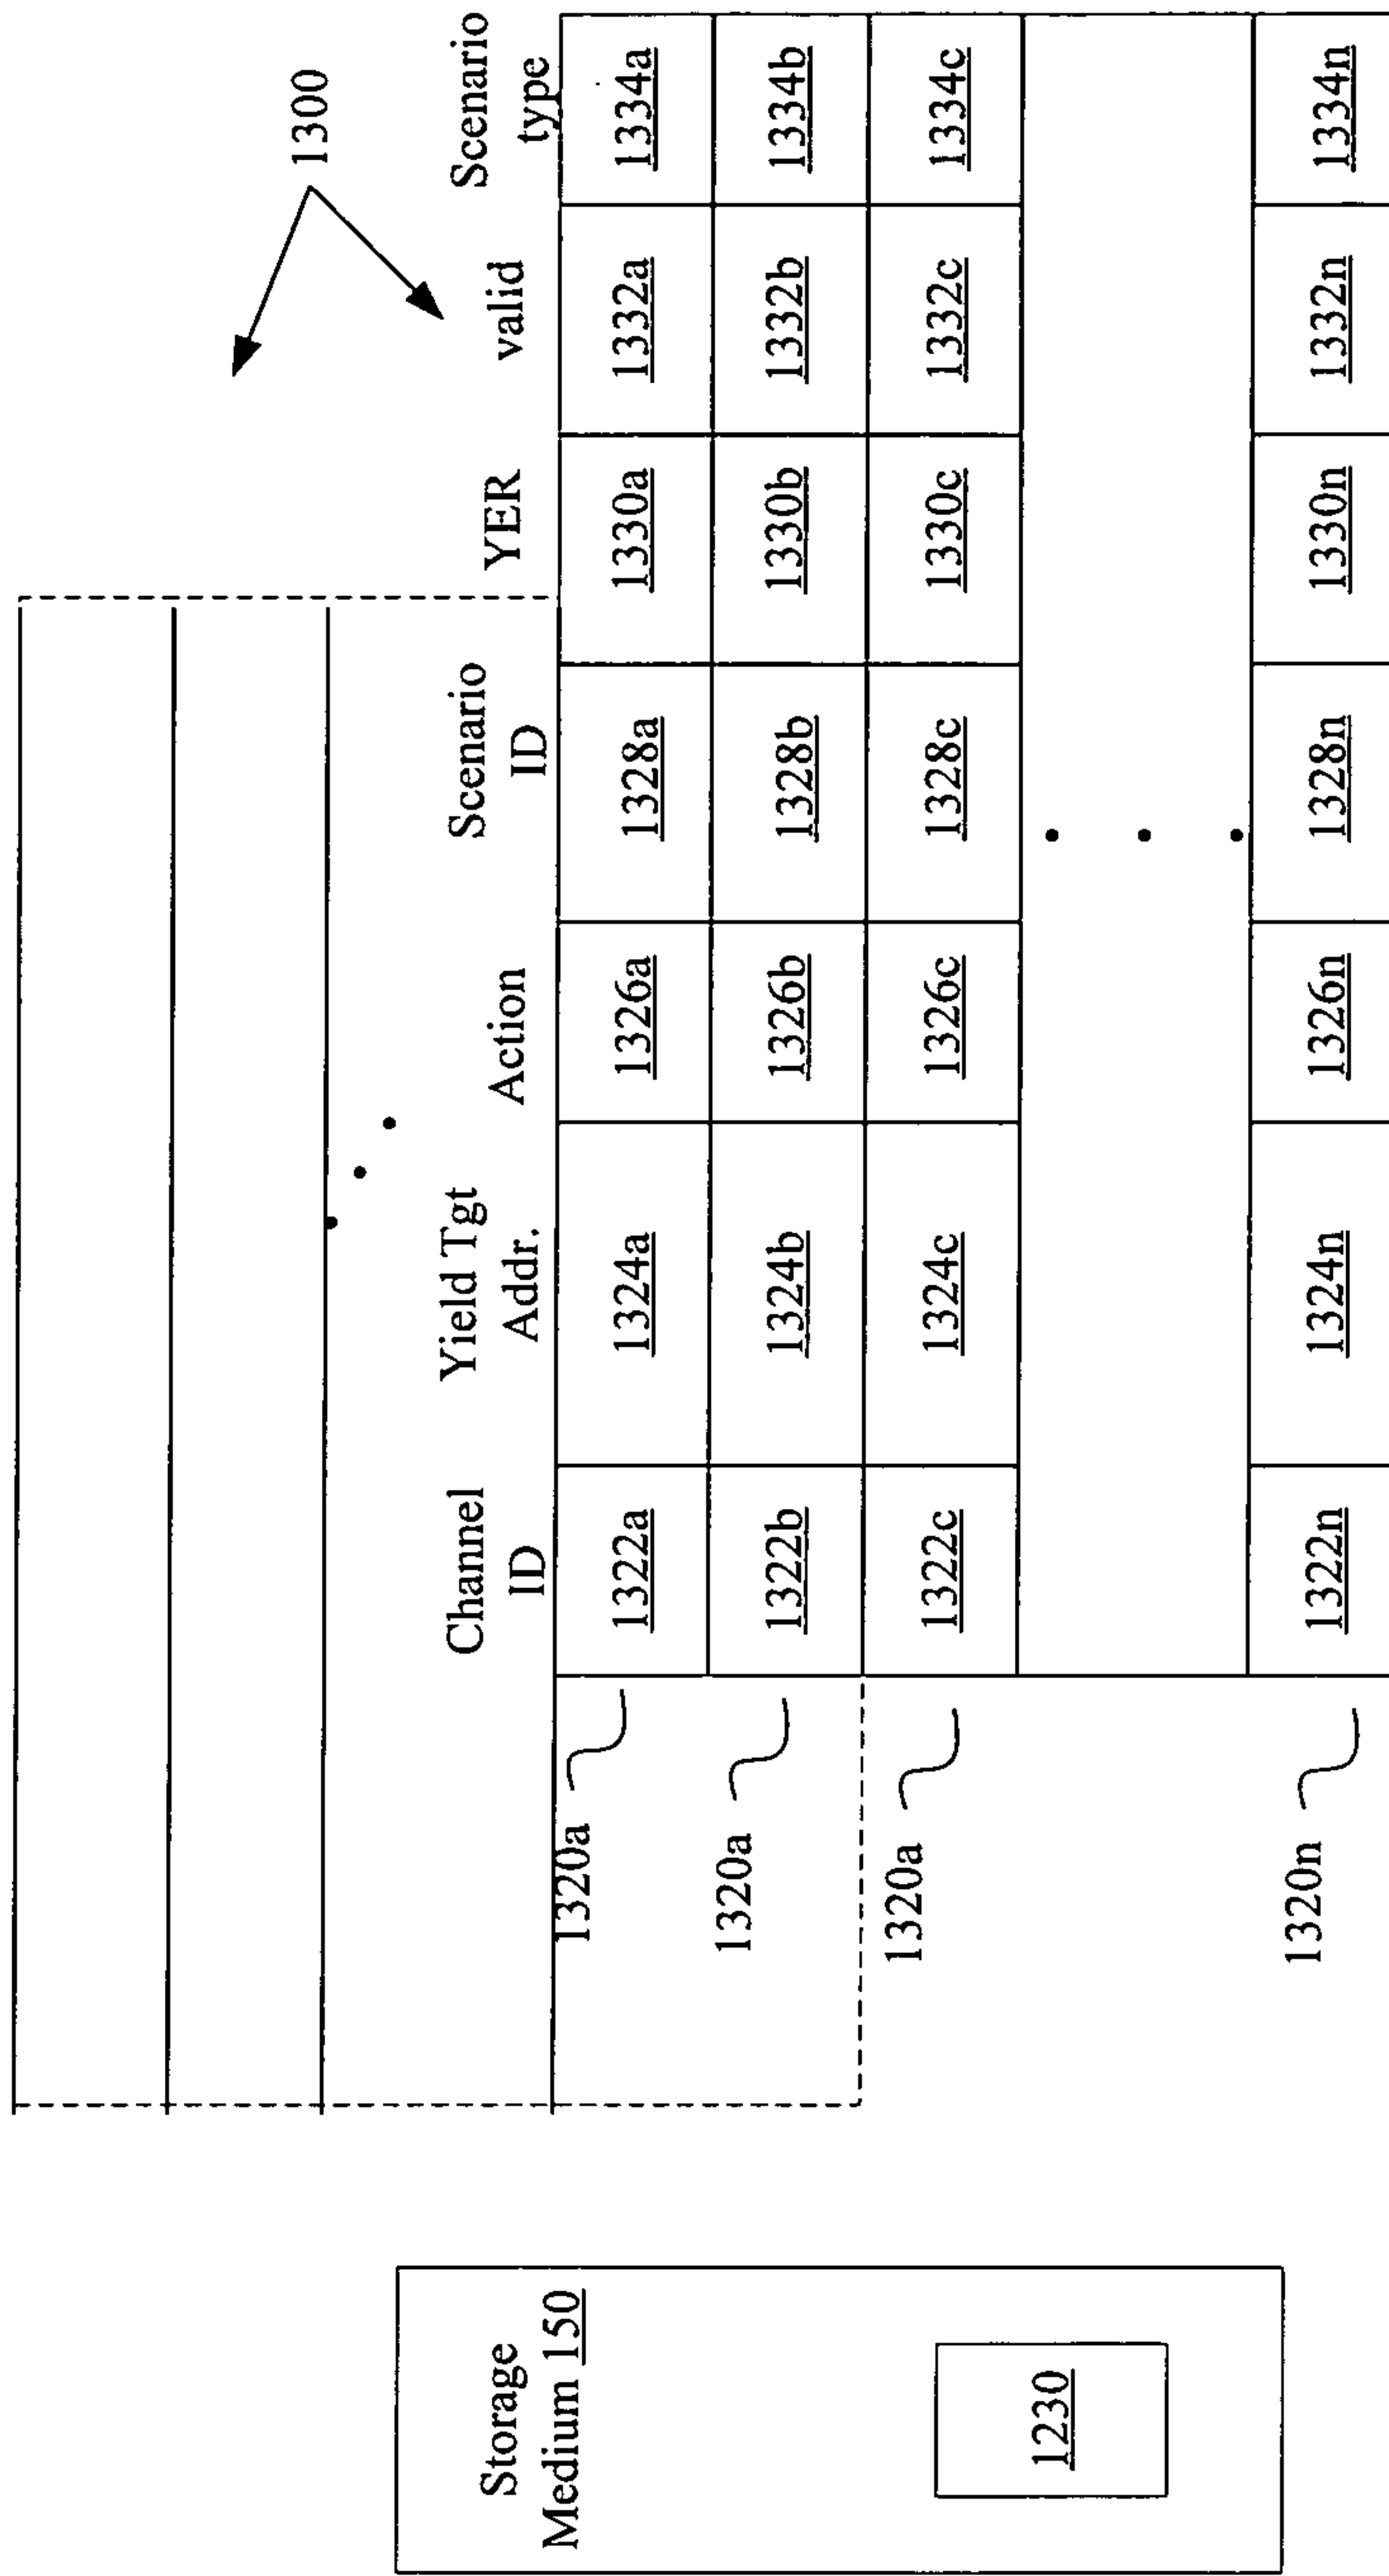 1300
Storage
Medium 150
1230
Channel
ID
Yield Tgt
Addr.
Action
Scenario
ID
YER
valid
Scenario
type
1320a
1322a
1324a
1326a
1328a
1330a
1332a
1334a
1320a
1322b
1324b
1326b
1328b
1330b
1332b
1334b
1320a
1322c
1324c
1326c
1328c
1330c
1332c
1334c
1320n
1322n
1324n
1326n
1328n
1330n
1332n
1334n